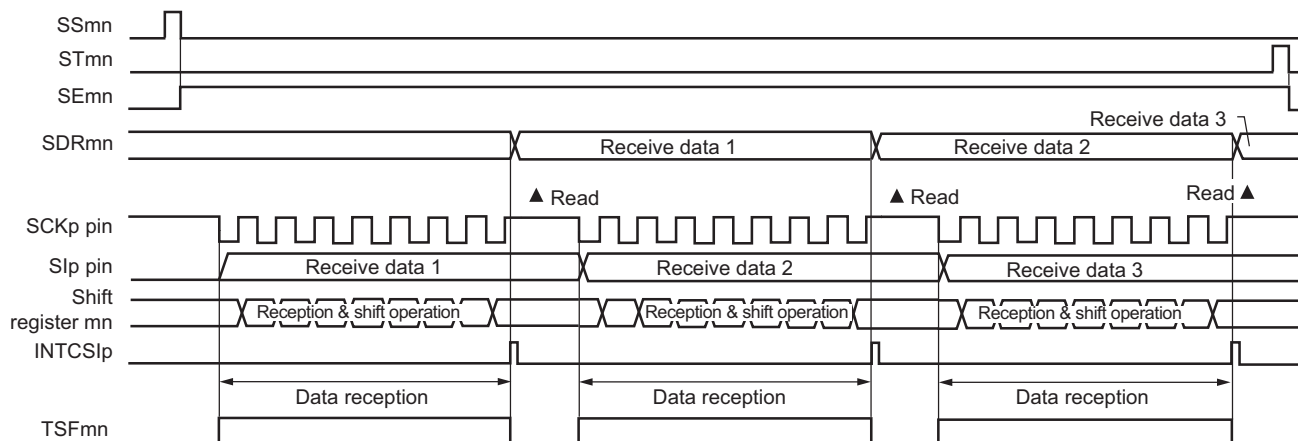 SSmn
STmn
SEmn
Receive data 3
SDRmn Receive data 1 Receive data 2
▲ Read ▲ Read Read ▲
SCKp pin
SIp pin Receive data 1 Receive data 2 Receive data 3
Shift
register mn Reception & shift operation Reception & shift operation Reception & shift operation
INTCSIp
Data reception Data reception Data reception
TSFmn